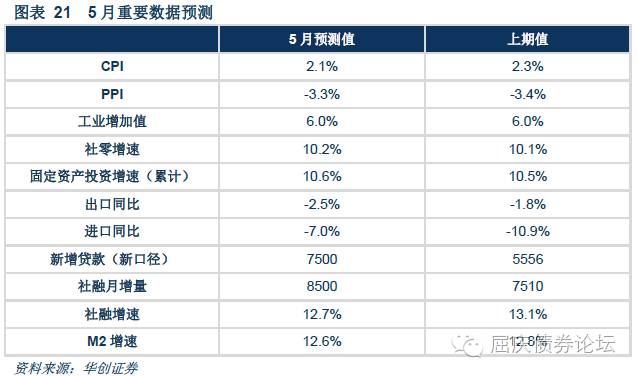 图表 21 5 月重要数据预测
5 月预测值 上期值
CPI 2.1% 2.3%
PPI -3.3% -3.4%
工业增加值 6.0% 6.0%
社零增速 10.2% 10.1%
固定资产投资增速（累计） 10.6% 10.5%
出口同比 -2.5% -1.8%
进口同比 -7.0% -10.9%
新增贷款（新口径） 7500 5556
社融月增量 8500 7510
社融增速 12.7% 13.1%
M2 增速 12.6% 12.8%
屈庆债券论坛
资料来源：华创证券